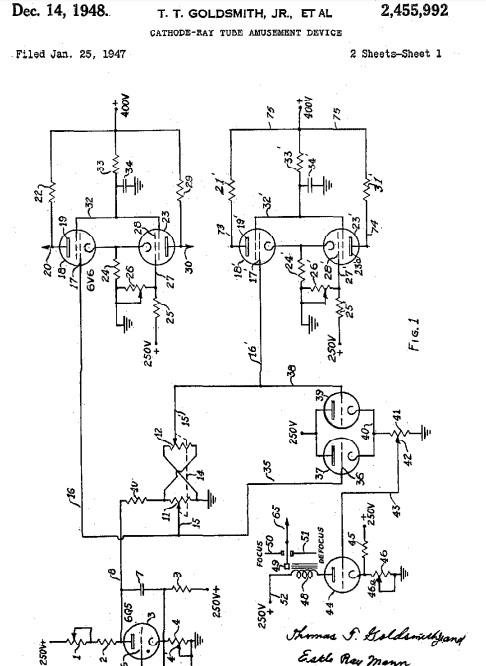 Dec. 14, 1948.
T. T. GOLDSMITH, JR., ET AL
2,455,992
CATHODE-RAY TUBE AMUSEMENT DEVICE
Filed Jan. 25, 1947
2 Sheets-Sheet 1
+400V
+400V
75
75
22
33
34
29
21'
33'
34'
31'
32
32'
74
19
28
23
73
19'
23'
20
18
17
6V6
30
18'
17'
28'
23b'
24
26
27
24'
26'
27'
25
25'
250V+
250V+
FIG. 1
16'
38
12
15'
250V
39
40
41
42
14
37
36
35
16
10
11
15
43
FOCUS
50
65
51
DEFOCUS
49
+250V
45
8
7
9
52
48
46
46a
250V+
250V
44
6Q5
3
250V+
1
2
4
Thomas T. Goldsmith Jr. and
Estle Ray Mann